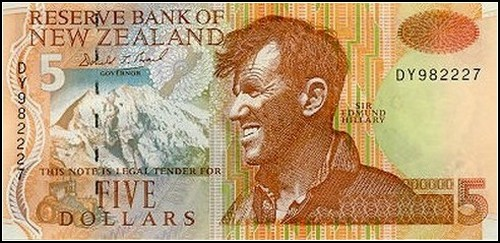 RESERVE BANK OF
NEW ZEALAND
5
GOVERNOR
DY982227
DY982227
SIR
EDMUND
HILLARY
THIS NOTE IS LEGAL TENDER FOR
FIVE
DOLLARS
5